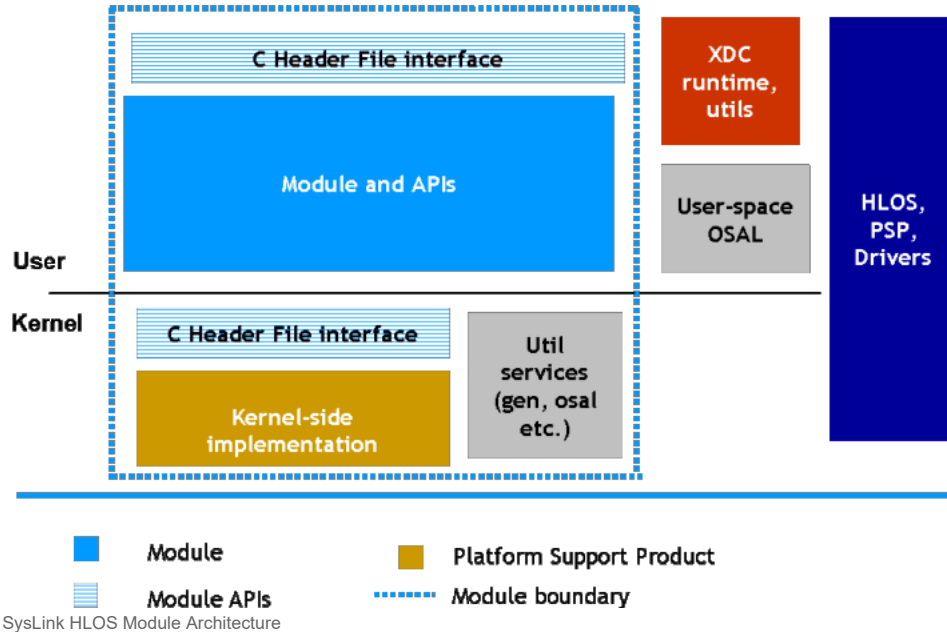 C Header File interface
Module and APIs
XDC
runtime,
utils
User-space
OSAL
HLOS,
PSP,
Drivers
User
Kernel
C Header File interface
Kernel-side
implementation
Util
services
(gen, osal
etc.)
Module
Platform Support Product
Module APIs
Module boundary
SysLink HLOS Module Architecture